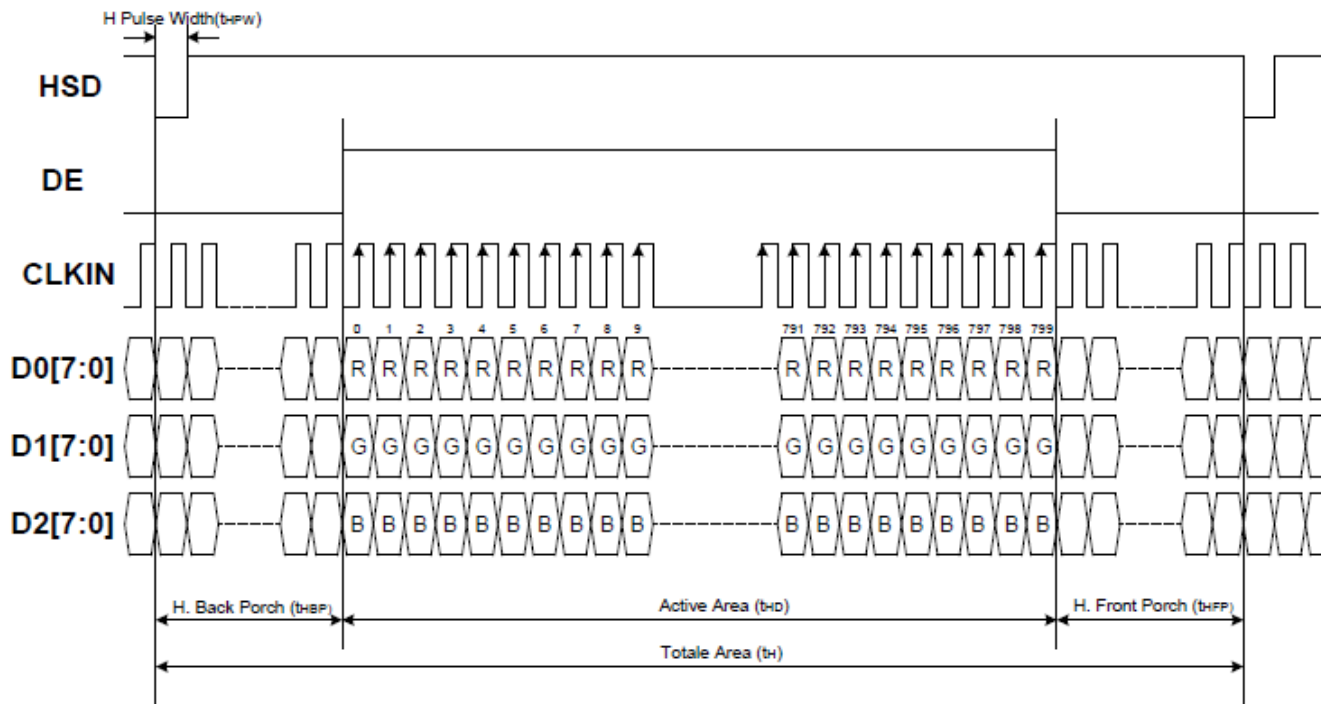 H Pulse Width(tHPW)
HSD
DE
CLKIN
0 1 2 3 4 5 6 7 8 9 791 792 793 794 795 796 797 798 799
D0[7:0] R R R R R R R R R R R R R R R R R R R
D1[7:0] G G G G G G G G G G G G G G G G G G G
D2[7:0] B B B B B B B B B B B B B B B B B B B
H. Back Porch (tHBP) Active Area (tHD) H. Front Porch (tHFP)
Totale Area (tH)